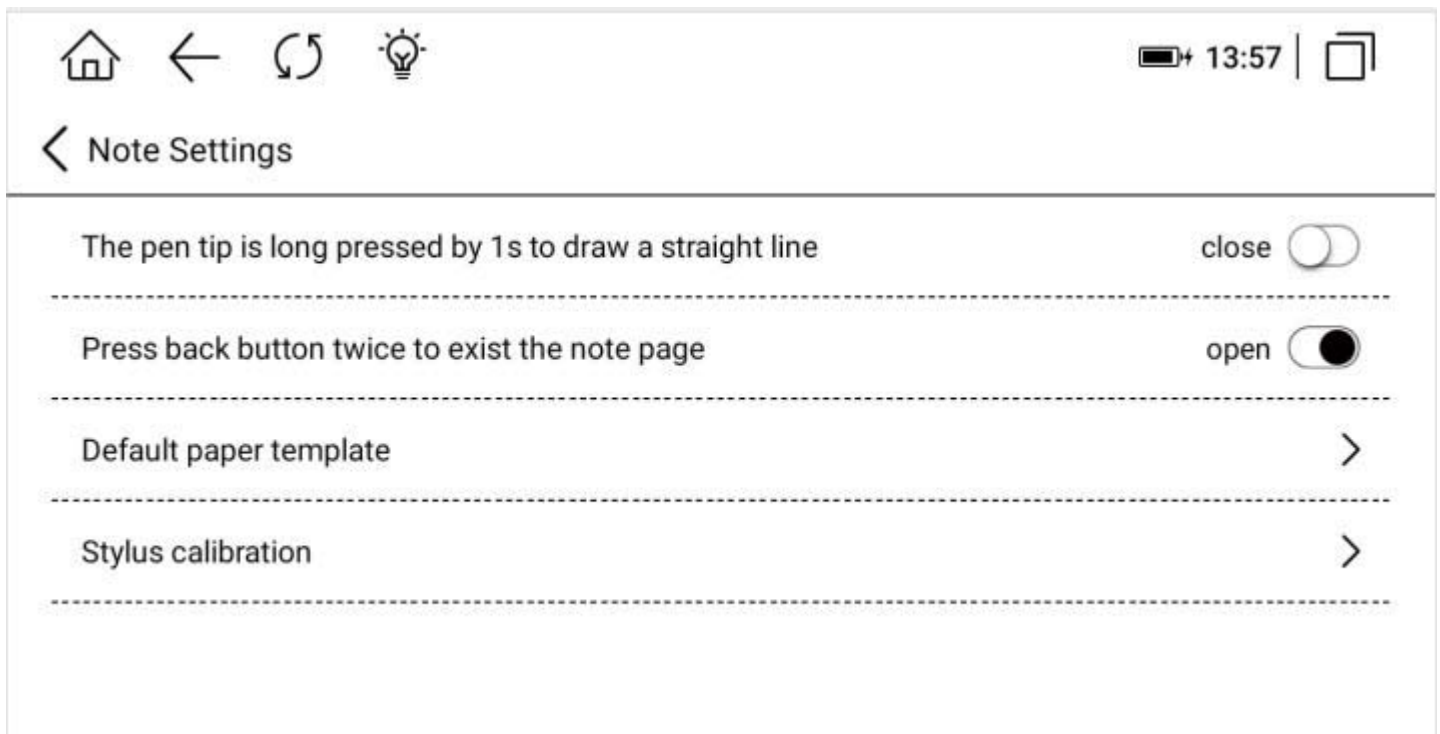 13:57
Note Settings
The pen tip is long pressed by 1s to draw a straight line close
Press back button twice to exist the note page open
Default paper template
Stylus calibration